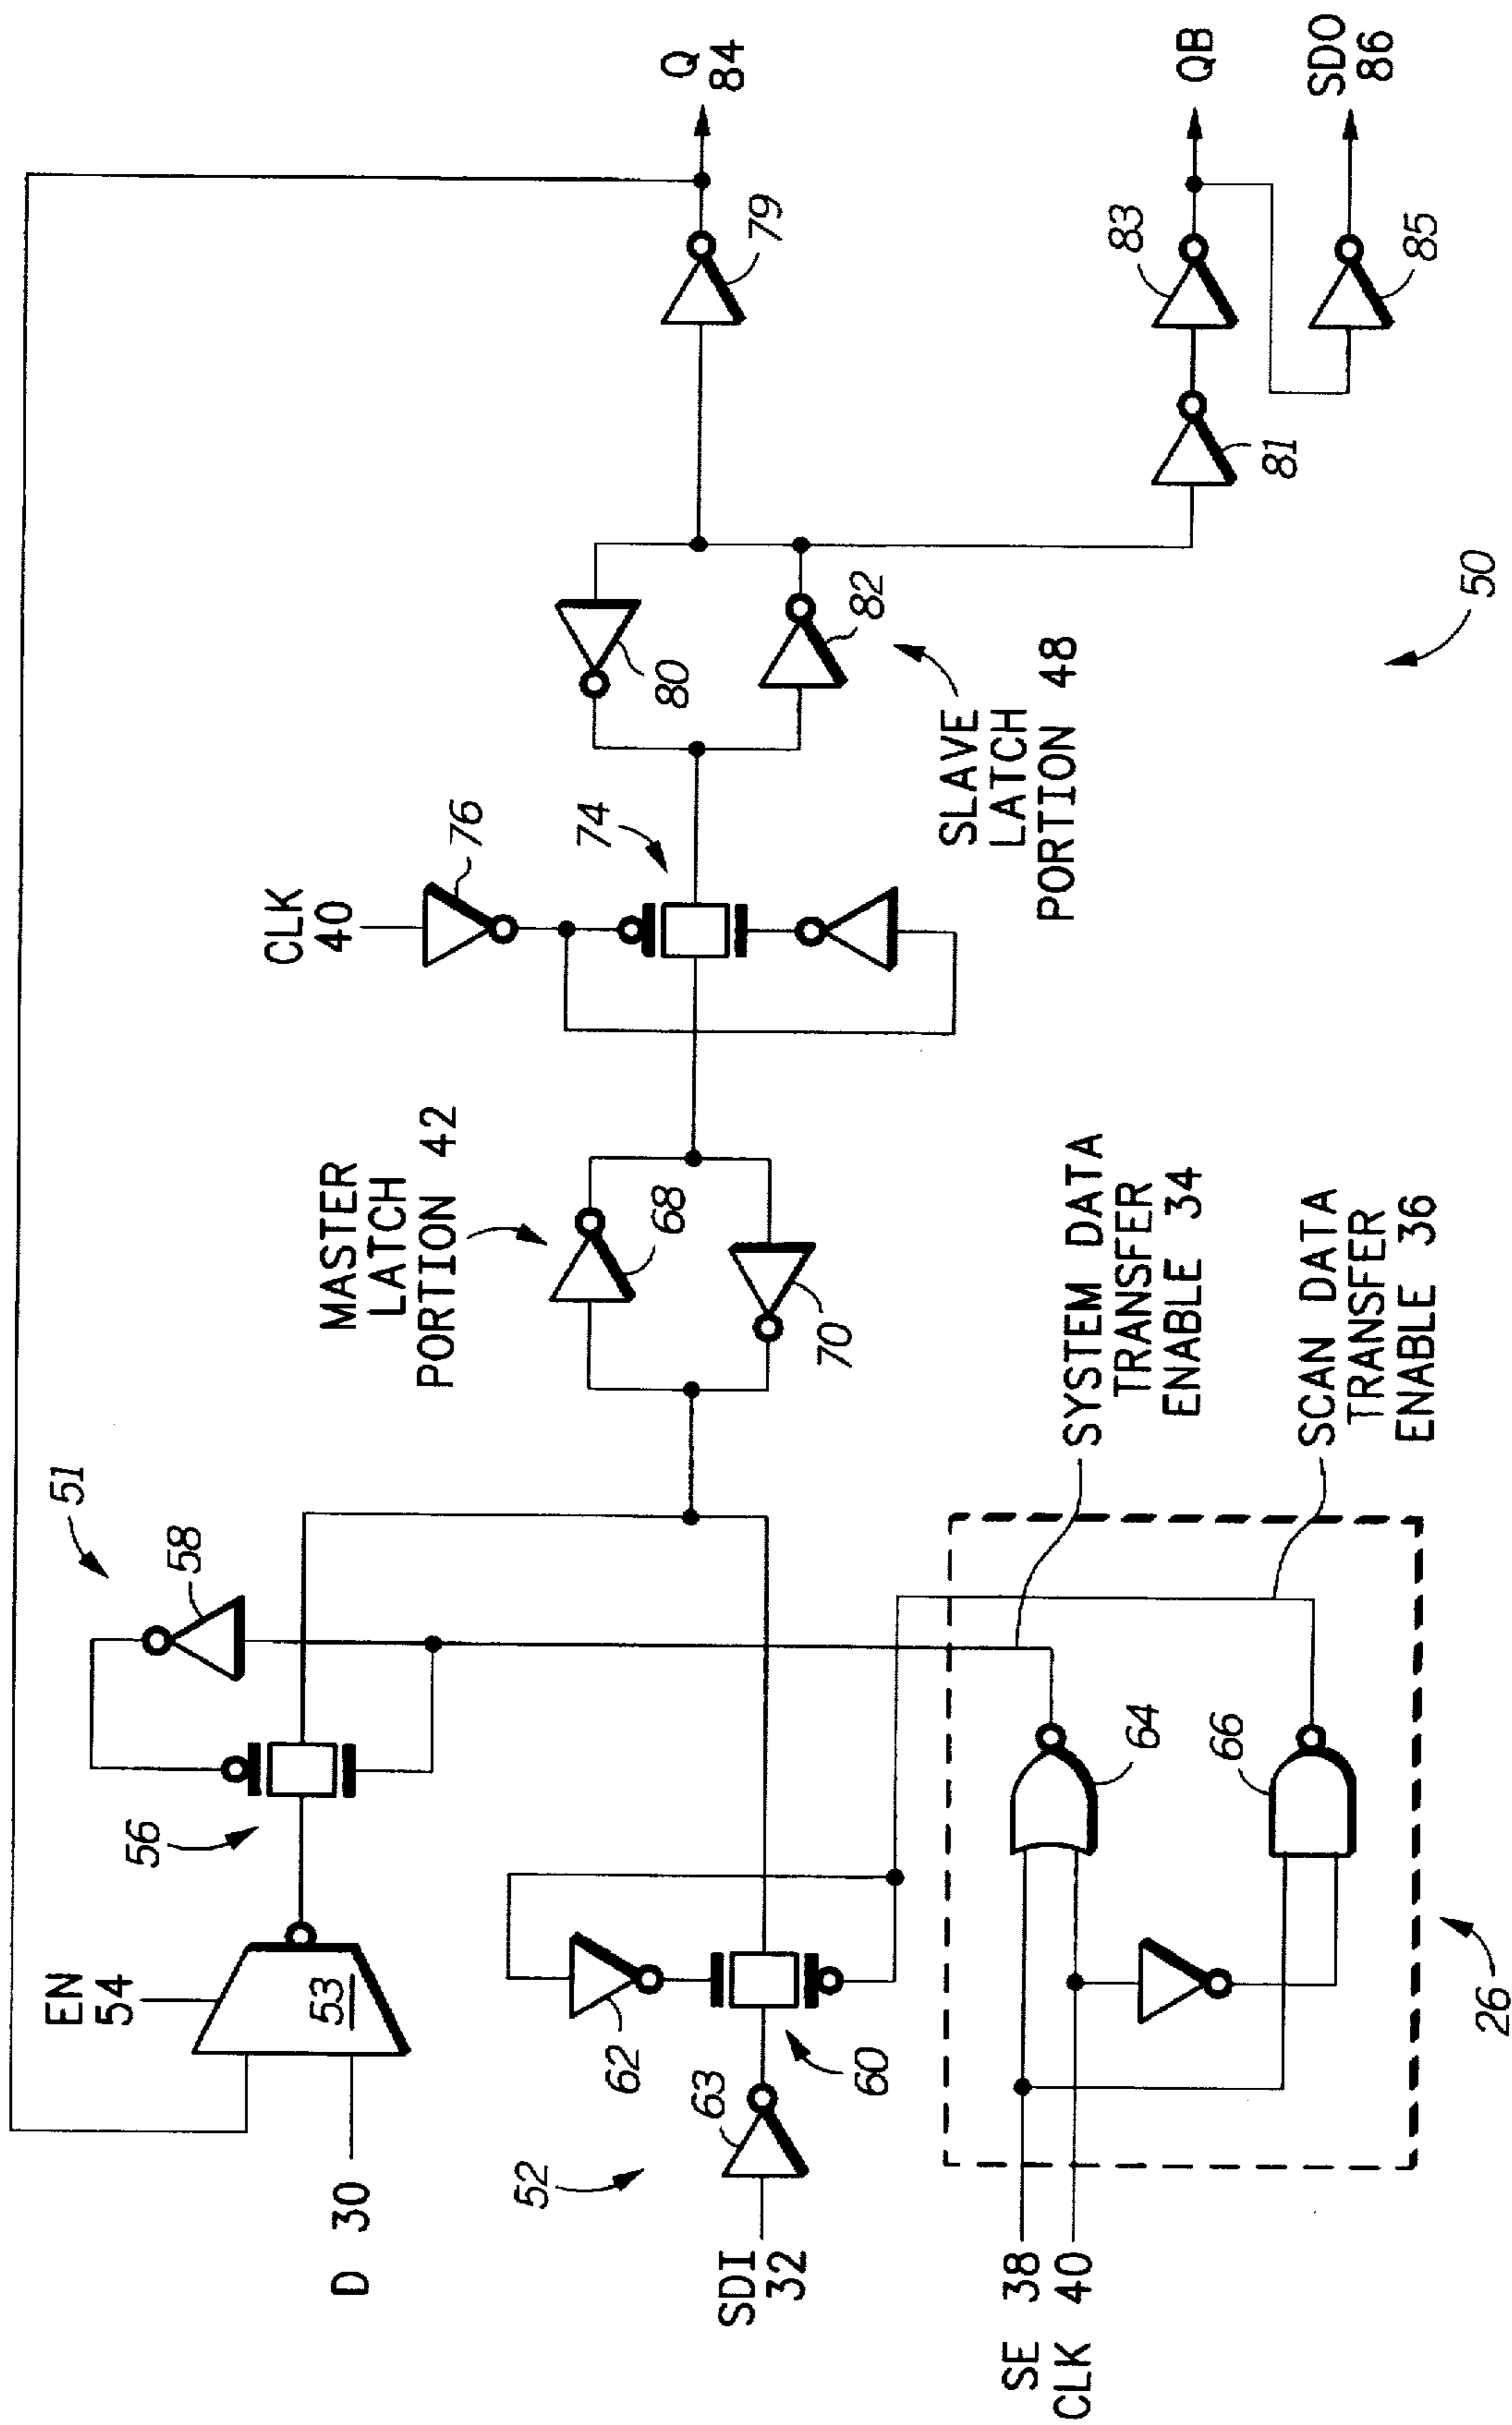 EN
54
53
D 30
56
58
51
SDI
32
52
63
62
60
SE 38
CLK 40
64
66
26
SYSTEM DATA
TRANSFER
ENABLE 34
SCAN DATA
TRANSFER
ENABLE 36
MASTER
LATCH
PORTION 42
68
70
CLK
40
76
74
80
82
SLAVE
LATCH
PORTION 48
79
Q
84
81
83
QB
85
SDO
86
50